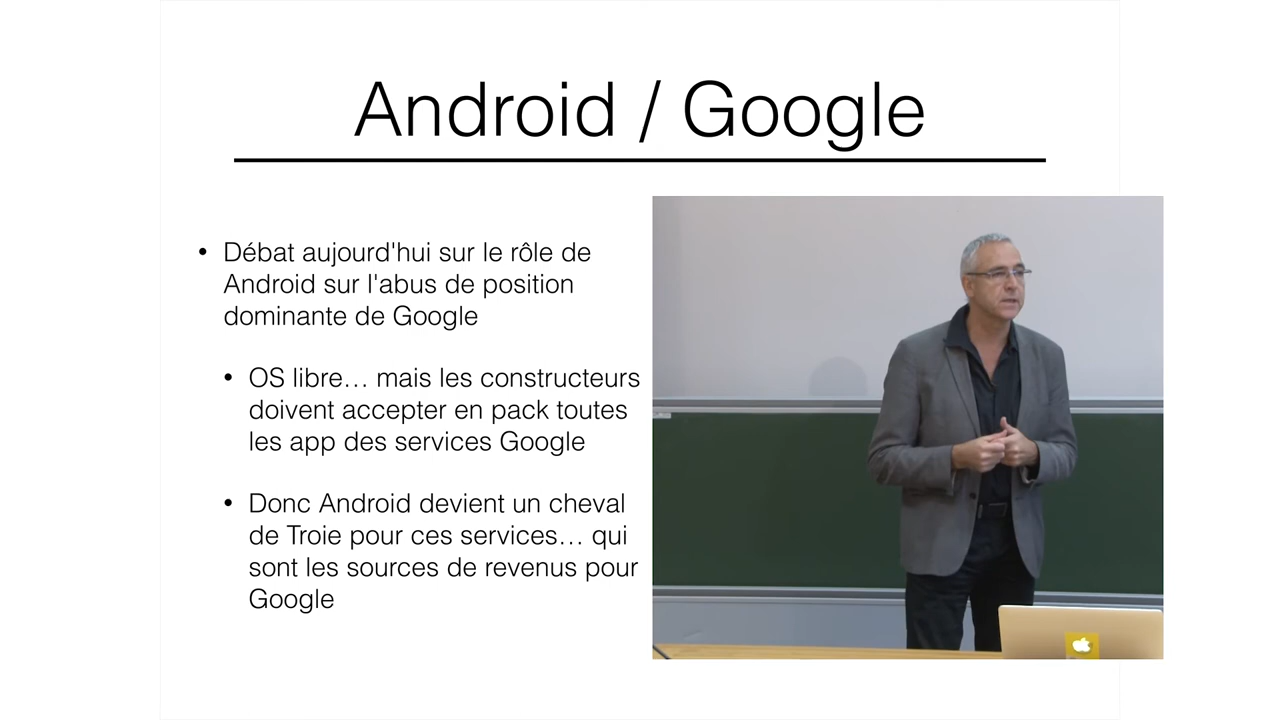 Android / Google
• Débat aujourd'hui sur le rôle de
Android sur l'abus de position
dominante de Google
• OS libre… mais les constructeurs
doivent accepter en pack toutes
les app des services Google
• Donc Android devient un cheval
de Troie pour ces services… qui
sont les sources de revenus pour
Google